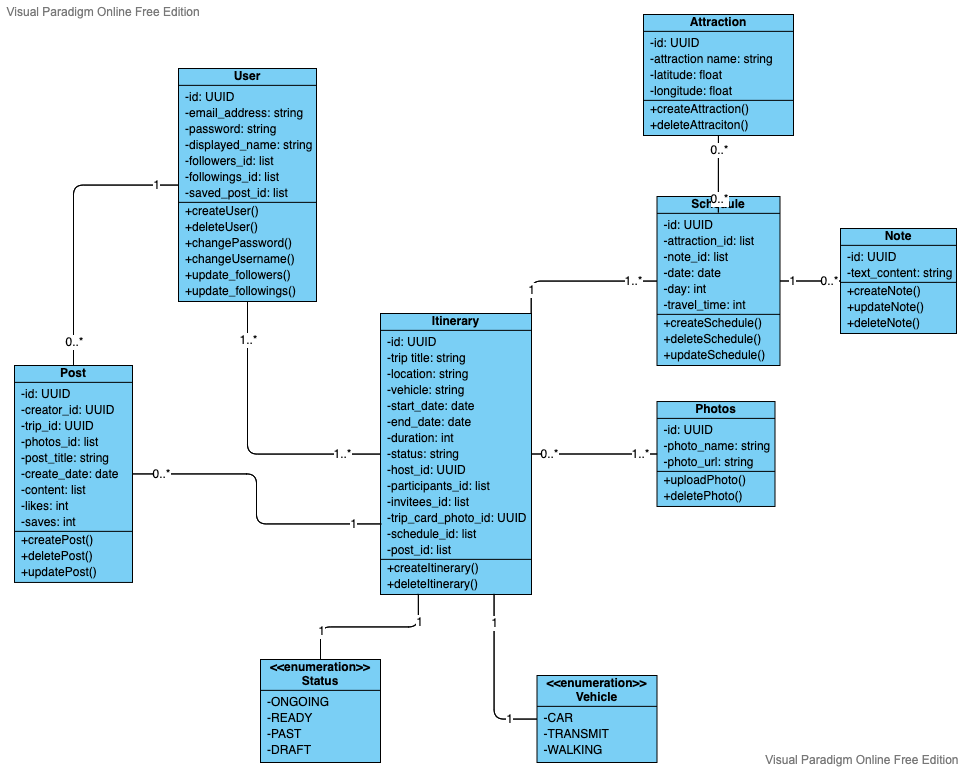 Visual Paradigm Online Free Edition
Attraction
-id: UUID
-attraction name: string
-latitude: float
-longitude: float
+createAttraction()
+deleteAttraciton()
0..*
0..*
User
-id: UUID
-email_address: string
-password: string
-displayed_name: string
-followers_id: list
-followings_id: list
-saved_post_id: list
+createUser()
+deleteUser()
+changePassword()
+changeUsername()
+update_followers()
+update_followings()
1
0..*
1..*
1..*
Schedule
-id: UUID
-attraction_id: list
-note_id: list
-date: date
-day: int
-travel_time: int
+createSchedule()
+deleteSchedule()
+updateSchedule()
1
0..*
Note
-id: UUID
-text_content: string
+createNote()
+updateNote()
+deleteNote()
1
1..*
Itinerary
-id: UUID
-trip title: string
-location: string
-vehicle: string
-start_date: date
-end_date: date
-duration: int
-status: string
-host_id: UUID
-participants_id: list
-invitees_id: list
-trip_card_photo_id: UUID
-schedule_id: list
-post_id: list
+createItinerary()
+deleteItinerary()
Post
-id: UUID
-creator_id: UUID
-trip_id: UUID
-photos_id: list
-post_title: string
-create_date: date
-content: list
-likes: int
-saves: int
+createPost()
+deletePost()
+updatePost()
0..*
1
0..*
1..*
Photos
-id: UUID
-photo_name: string
-photo_url: string
+uploadPhoto()
+deletePhoto()
1
1
1
1
<<enumeration>>
Status
-ONGOING
-READY
-PAST
-DRAFT
<<enumeration>>
Vehicle
-CAR
-TRANSMIT
-WALKING
Visual Paradigm Online Free Edition